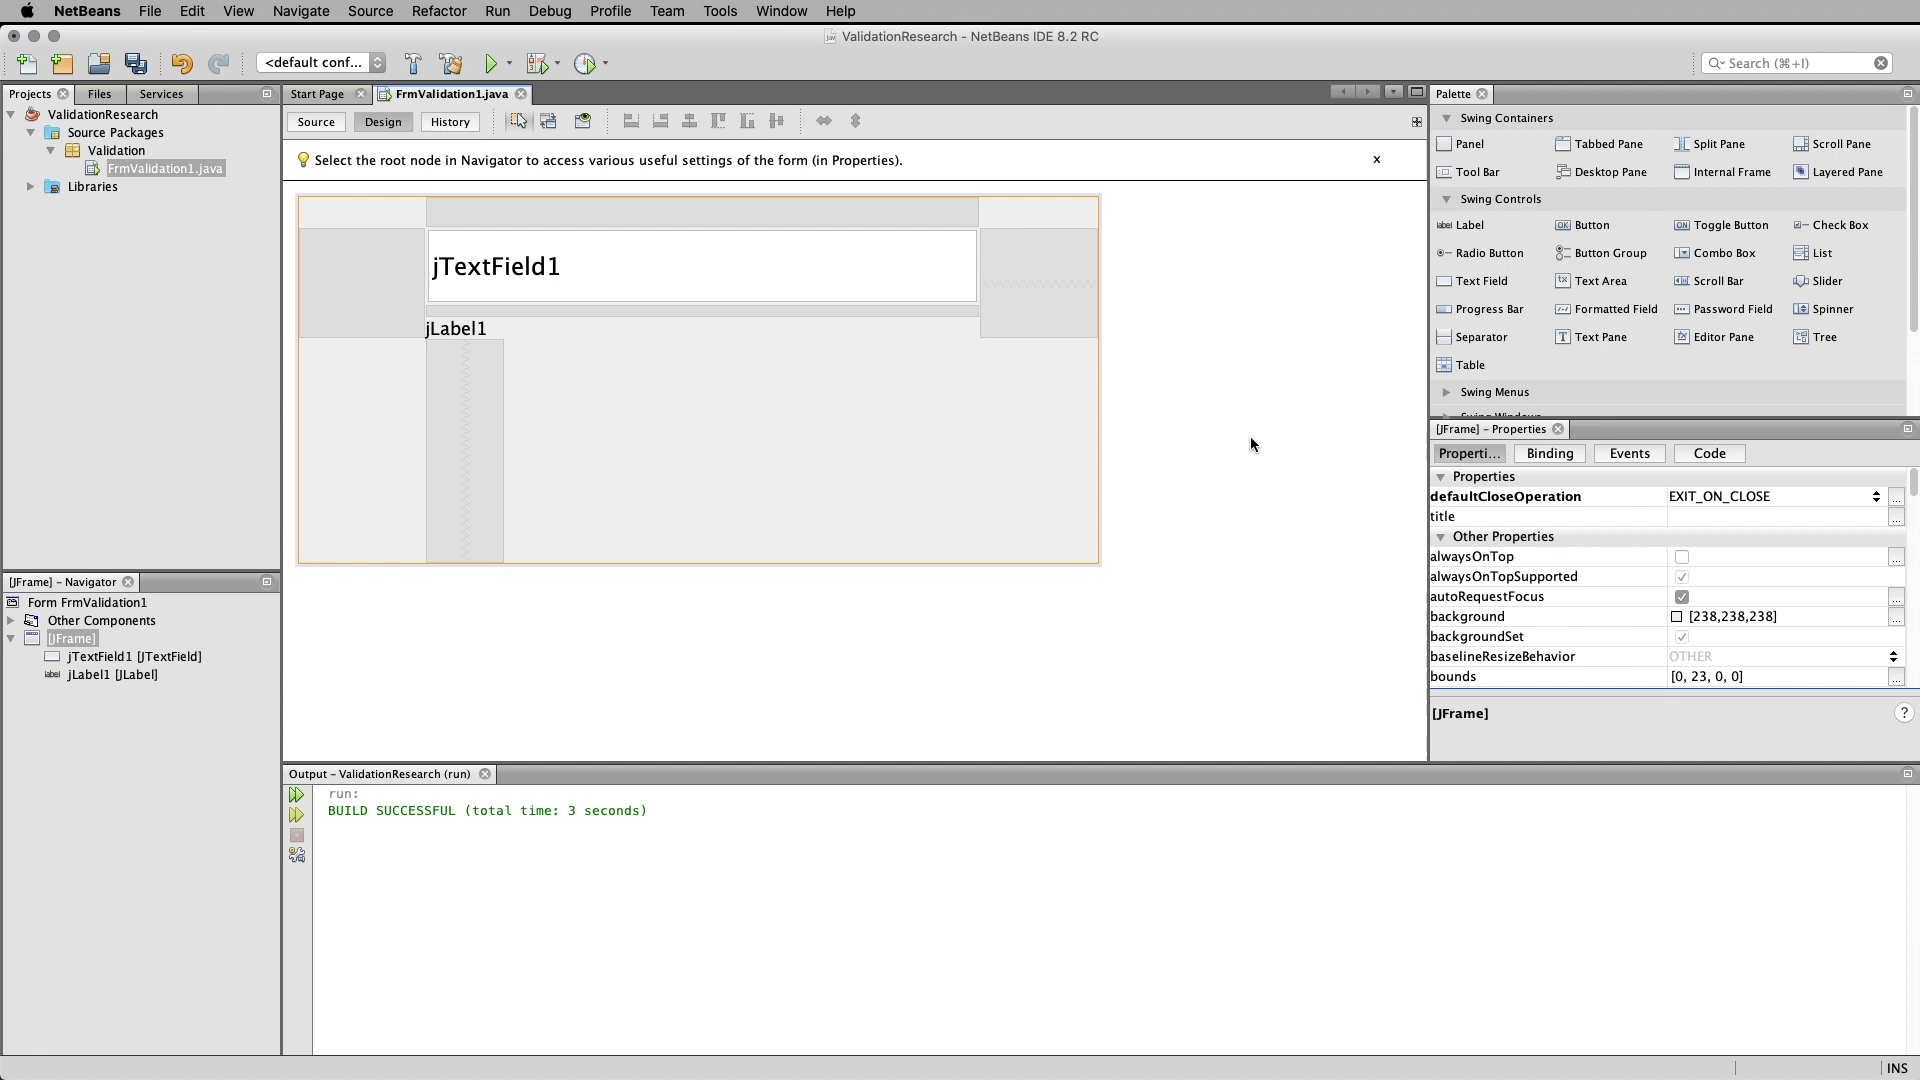 NetBeans File Edit View Navigate Source Refactor Run Debug Profile Team Tools Window Help
ValidationResearch - NetBeans IDE 8.2 RC
<default conf...
Search (⌘+I)
Projects Files Services
ValidationResearch
Source Packages
Validation
FrmValidation1.java
Libraries
Start Page FrmValidation1.java
Source Design History
Select the root node in Navigator to access various useful settings of the form (in Properties). x
jTextField1
jLabel1
Palette
Swing Containers
Panel Tabbed Pane Split Pane Scroll Pane
Tool Bar Desktop Pane Internal Frame Layered Pane
Swing Controls
label Label OK Button ON Toggle Button Check Box
Radio Button Button Group Combo Box List
Text Field Text Area Scroll Bar Slider
Progress Bar Formatted Field Password Field Spinner
Separator Text Pane Editor Pane Tree
Table
Swing Menus
Swing Windows
[JFrame] - Properties
Properti... Binding Events Code
Properties
defaultCloseOperation EXIT_ON_CLOSE ...
title ...
Other Properties
alwaysOnTop ...
alwaysOnTopSupported
autoRequestFocus ...
background [238,238,238] ...
backgroundSet
baselineResizeBehavior OTHER
bounds [0, 23, 0, 0] ...
[JFrame] ?
[JFrame] - Navigator
Form FrmValidation1
Other Components
[JFrame]
jTextField1 [JTextField]
label jLabel1 [JLabel]
Output - ValidationResearch (run)
run:
BUILD SUCCESSFUL (total time: 3 seconds)
INS